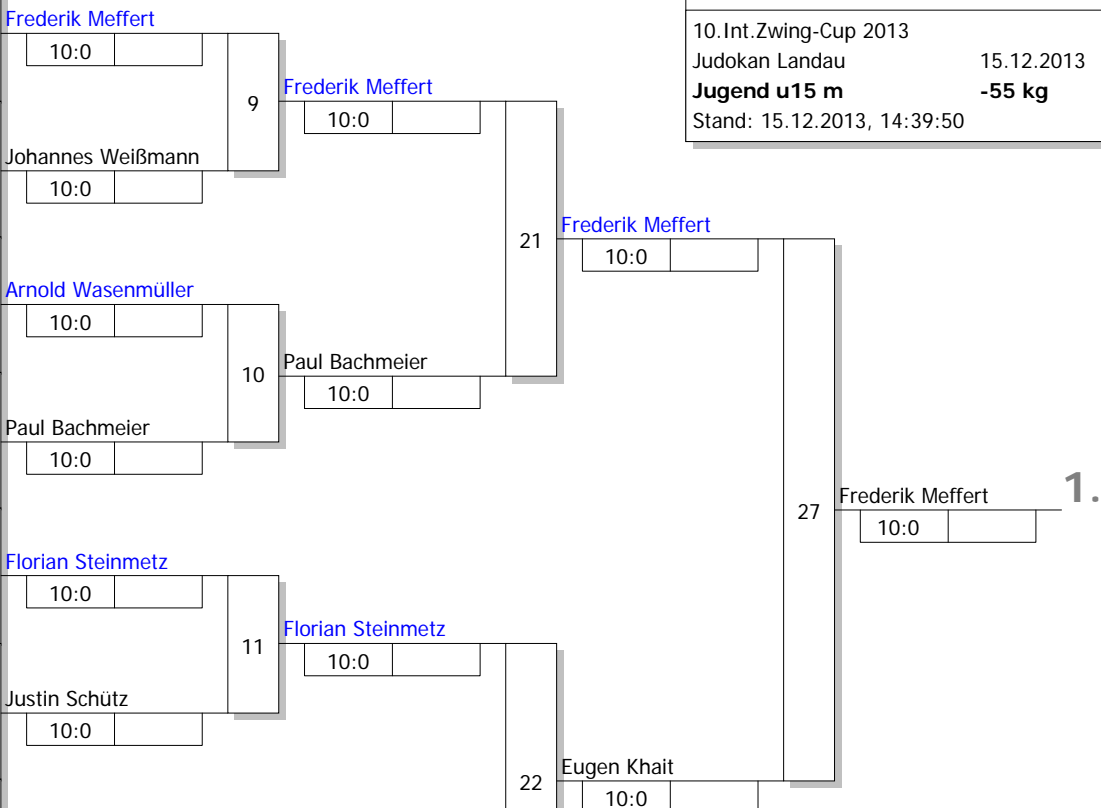 10.Int.Zwing-Cup 2013
Judokan Landau 15.12.2013
Jugend u15 m -55 kg
Stand: 15.12.2013, 14:39:50
Frederik Meffert
10:0
9
Johannes Weißmann
10:0
Frederik Meffert
10:0
Arnold Wasenmüller
10:0
10
Paul Bachmeier
10:0
Paul Bachmeier
10:0
21
Frederik Meffert
10:0
Florian Steinmetz
10:0
11
Justin Schütz
10:0
Florian Steinmetz
10:0
22
Eugen Khait
10:0
27
Frederik Meffert 1.
10:0